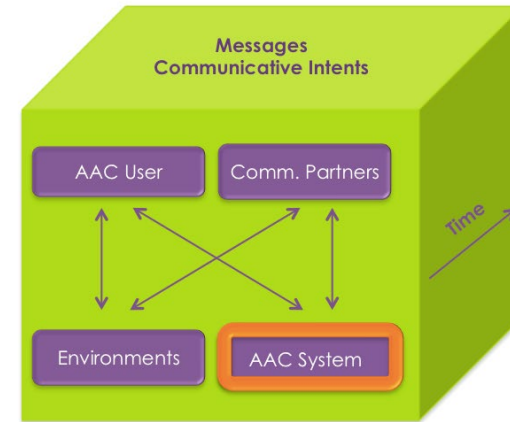 Messages
Communicative Intents
AAC User
Comm. Partners
Time
Environments
AAC System